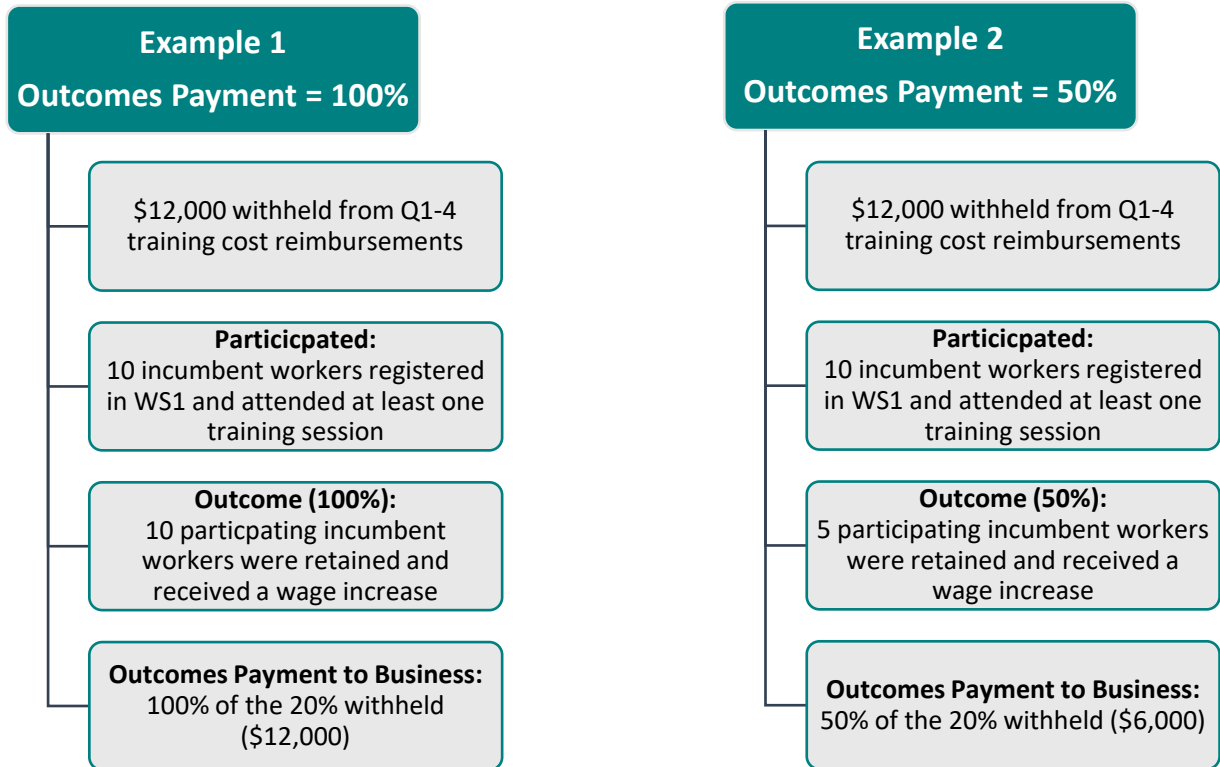 Example 1
Outcomes Payment = 100%
$12,000 withheld from Q1-4
training cost reimbursements
Particicpated:
10 incumbent workers registered
in WS1 and attended at least one
training session
Outcome (100%):
10 particpating incumbent
workers were retained and
received a wage increase
Outcomes Payment to Business:
100% of the 20% withheld
($12,000)
Example 2
Outcomes Payment = 50%
$12,000 withheld from Q1-4
training cost reimbursements
Particicpated:
10 incumbent workers registered
in WS1 and attended at least one
training session
Outcome (50%):
5 participating incumbent workers
were retained and received a
wage increase
Outcomes Payment to Business:
50% of the 20% withheld ($6,000)